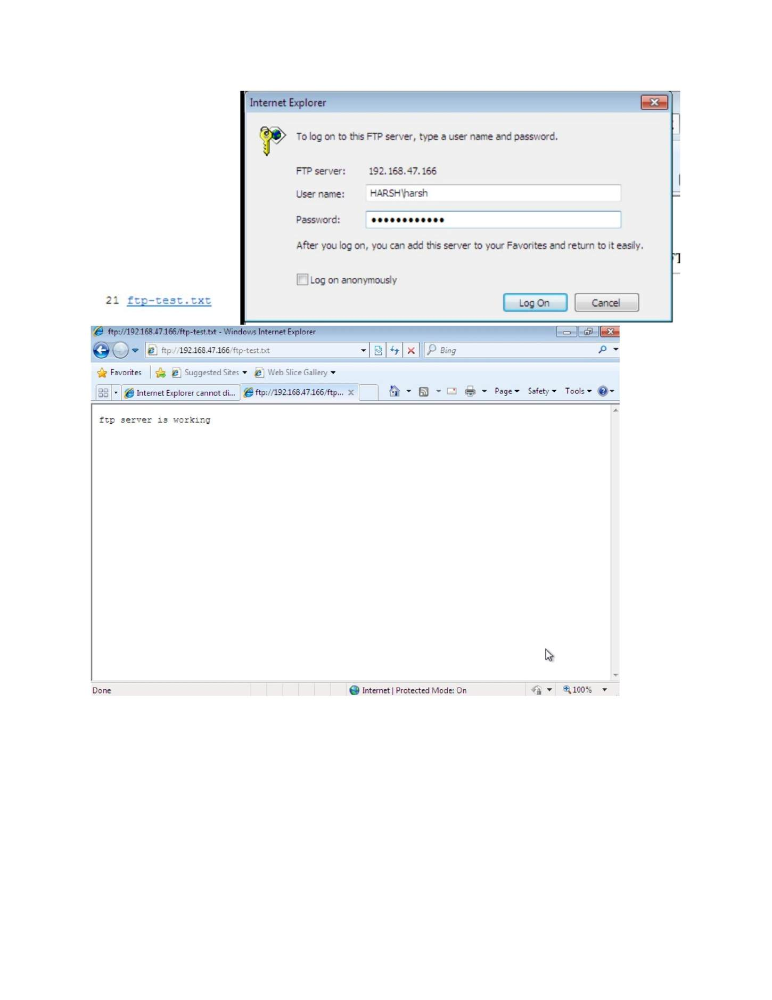 Internet Explorer
To log on to this FTP server, type a user name and password.
FTP server: 192.168.47.166
User name: HARSH\harsh
Password: ••••••••••••
After you log on, you can add this server to your Favorites and return to it easily.
Log on anonymously
Log On Cancel
21 ftp-test.txt
ftp://192.168.47.166/ftp-test.txt - Windows Internet Explorer
ftp://192.168.47.166/ftp-test.txt Bing
Favorites Suggested Sites Web Slice Gallery
Internet Explorer cannot di... ftp://192.168.47.166/ftp... Page Safety Tools
ftp server is working
Done Internet | Protected Mode: On 100%